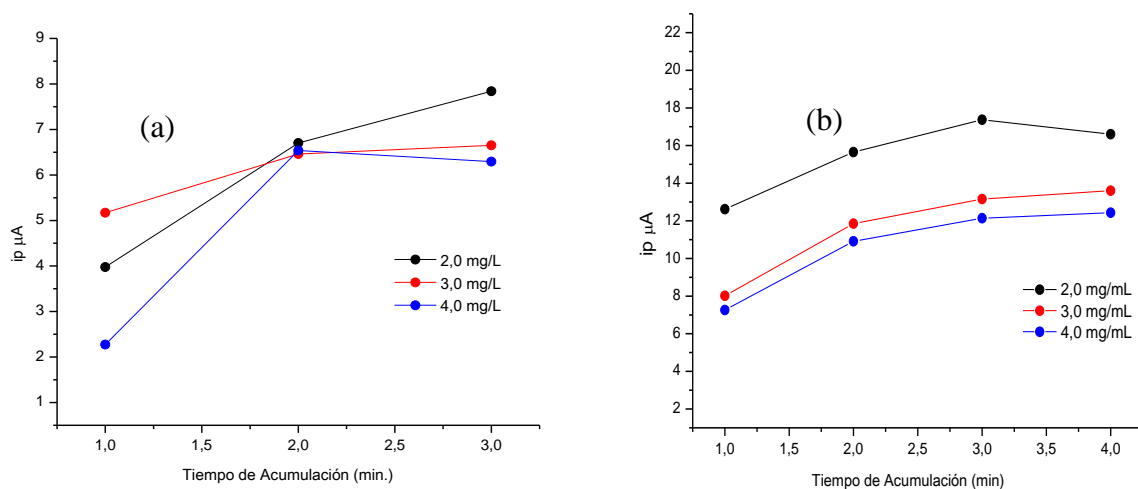 9
8
7
6
5
4
3
2
1
ip µA
(a)
2,0 mg/L
3,0 mg/L
4,0 mg/L
1,0 1,5 2,0 2,5 3,0
Tiempo de Acumulación (min.)
22
20
18
16
14
12
10
8
6
4
2
ip µA
(b)
2,0 mg/mL
3,0 mg/mL
4,0 mg/mL
1,0 1,5 2,0 2,5 3,0 3,5 4,0
Tiempo de Acumulación (min)